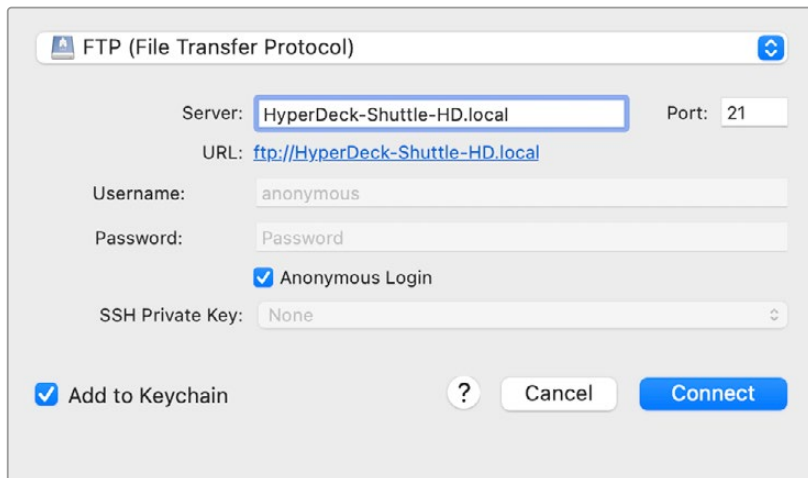 FTP (File Transfer Protocol)
Server: HyperDeck-Shuttle-HD.local Port: 21
URL: ftp://HyperDeck-Shuttle-HD.local
Username: anonymous
Password: Password
Anonymous Login
SSH Private Key: None
Add to Keychain ? Cancel Connect